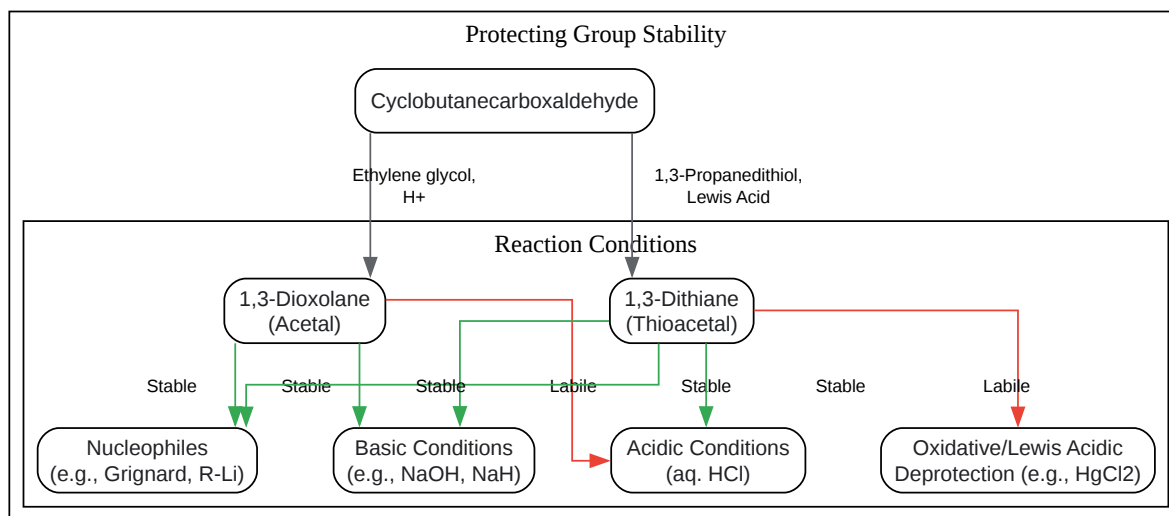 Protecting Group Stability
Cyclobutanecarboxaldehyde
Ethylene glycol,
H+
1,3-Propanedithiol,
Lewis Acid
Reaction Conditions
1,3-Dioxolane
(Acetal)
1,3-Dithiane
(Thioacetal)
Stable
Stable
Stable
Labile
Stable
Stable
Labile
Nucleophiles
(e.g., Grignard, R-Li)
Basic Conditions
(e.g., NaOH, NaH)
Acidic Conditions
(aq. HCl)
Oxidative/Lewis Acidic
Deprotection (e.g., HgCl2)